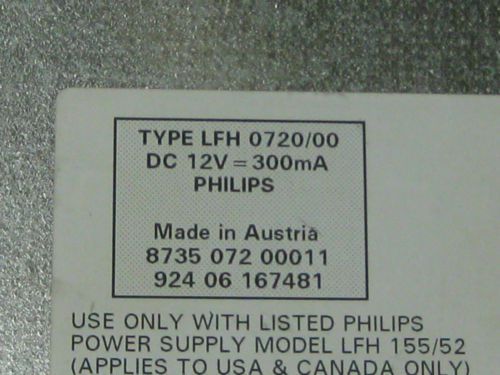 TYPE LFH 0720/00
DC 12V = 300mA
PHILIPS
Made in Austria
8735 072 00011
924 06 167481
USE ONLY WITH LISTED PHILIPS
POWER SUPPLY MODEL LFH 155/52
(APPLIES TO USA & CANADA ONLY)